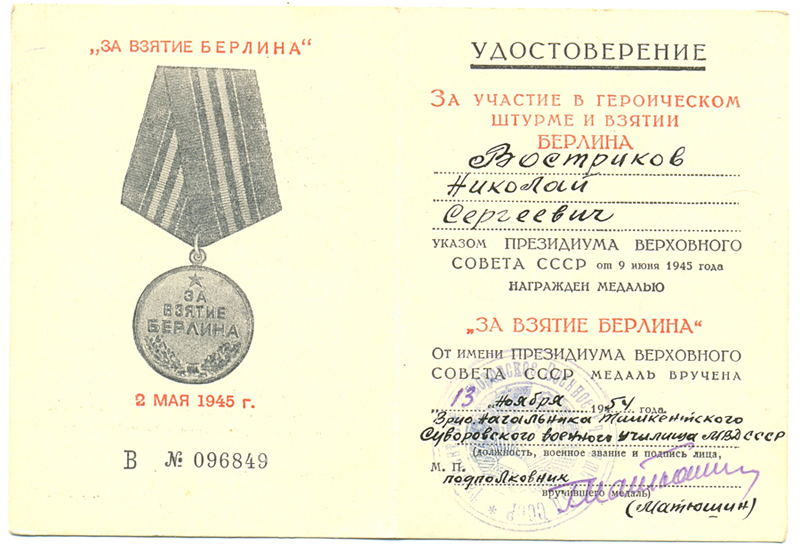 „ЗА ВЗЯТИЕ БЕРЛИНА“
ЗА
ВЗЯТИЕ
БЕРЛИНА
2 МАЯ 1945 г.
В № 096849
УДОСТОВЕРЕНИЕ
ЗА УЧАСТИЕ В ГЕРОИЧЕСКОМ
ШТУРМЕ И ВЗЯТИИ
БЕРЛИНА
Востриков
Николай
Сергеевич
УКАЗОМ ПРЕЗИДИУМА ВЕРХОВНОГО
СОВЕТА СССР от 9 июня 1945 года
НАГРАЖДЕН МЕДАЛЬЮ
„ЗА ВЗЯТИЕ БЕРЛИНА“
От имени ПРЕЗИДИУМА ВЕРХОВНОГО
СОВЕТА СССР МЕДАЛЬ ВРУЧЕНА
„13„ ноября 1954 года.
Врио. Начальника Ташкентского
Суворовского военного училища МВД СССР
(должность, воинское звание и подпись лица,
М. П.
подполковник
вручившего медаль)
(Матюшин)